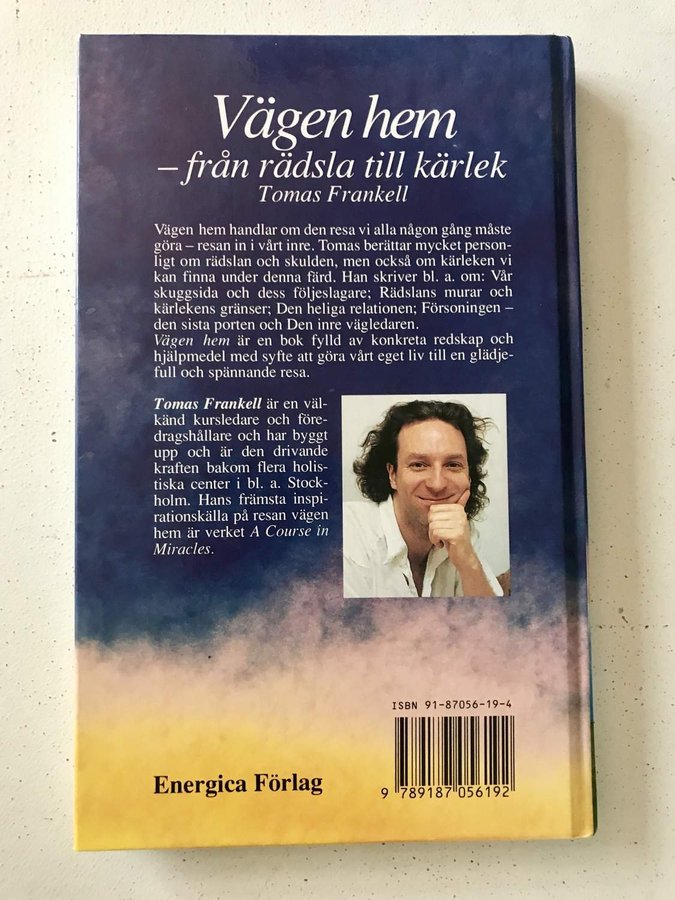 Vägen hem
– från rädsla till kärlek
Tomas Frankell
Vägen hem handlar om den resa vi alla någon gång måste
göra – resan in i vårt inre. Tomas berättar mycket person-
ligt om rädslan och skulden, men också om kärleken vi
kan finna under denna färd. Han skriver bl. a. om: Vår
skuggsida och dess följeslagare; Rädslans murar och
kärlekens gränser; Den heliga relationen; Försoningen –
den sista porten och Den inre vägledaren.
Vägen hem är en bok fylld av konkreta redskap och
hjälpmedel med syfte att göra vårt eget liv till en glädje-
full och spännande resa.
Tomas Frankell är en väl-
känd kursledare och före-
dragshållare och har byggt
upp och är den drivande
kraften bakom flera holis-
tiska center i bl. a. Stock-
holm. Hans främsta inspi-
rationskälla på resan vägen
hem är verket A Course in
Miracles.
ISBN 91-87056-19-4
9 789187 056192
Energica Förlag